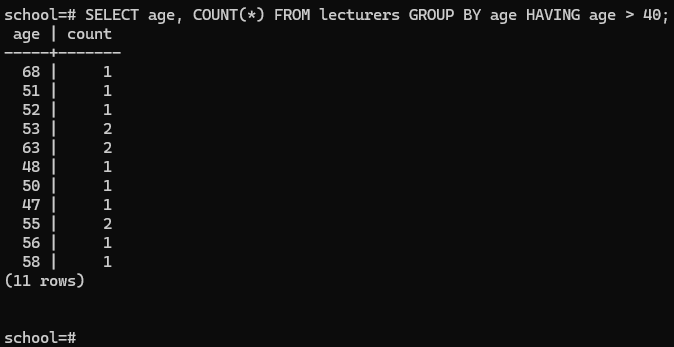 school=# SELECT age, COUNT(*) FROM lecturers GROUP BY age HAVING age > 40;
 age | count
-----+-------
  68 |     1
  51 |     1
  52 |     1
  53 |     2
  63 |     2
  48 |     1
  50 |     1
  47 |     1
  55 |     2
  56 |     1
  58 |     1
(11 rows)
school=#